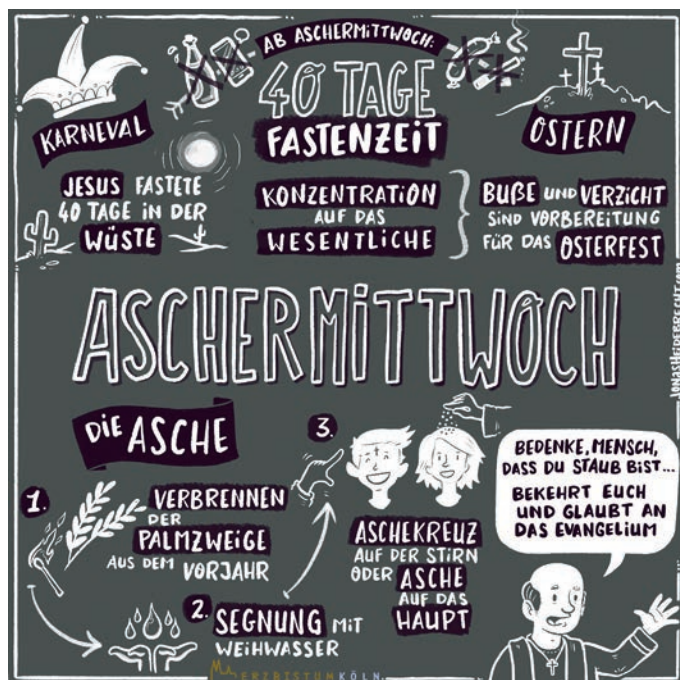 AB ASCHERMITTWOCH:
40 TAGE
FASTENZEIT
KARNEVAL
OSTERN
JESUS FASTETE
40 TAGE IN DER
WÜSTE
KONZENTRATION
AUF DAS
WESENTLICHE
BUßE UND VERZICHT
SIND VORBEREITUNG
FÜR DAS OSTERFEST
ASCHERMITTWOCH
JONASHEIDEBRECHT.COM
DIE ASCHE
1.
VERBRENNEN
DER
PALMZWEIGE
AUS DEM VORJAHR
2. SEGNUNG MIT
WEIHWASSER
3.
ASCHEKREUZ
AUF DER STIRN
ODER ASCHE
AUF DAS
HAUPT
BEDENKE, MENSCH,
DASS DU STAUB BIST...
BEKEHRT EUCH
UND GLAUBT AN
DAS EVANGELIUM
ERZBISTUM KÖLN